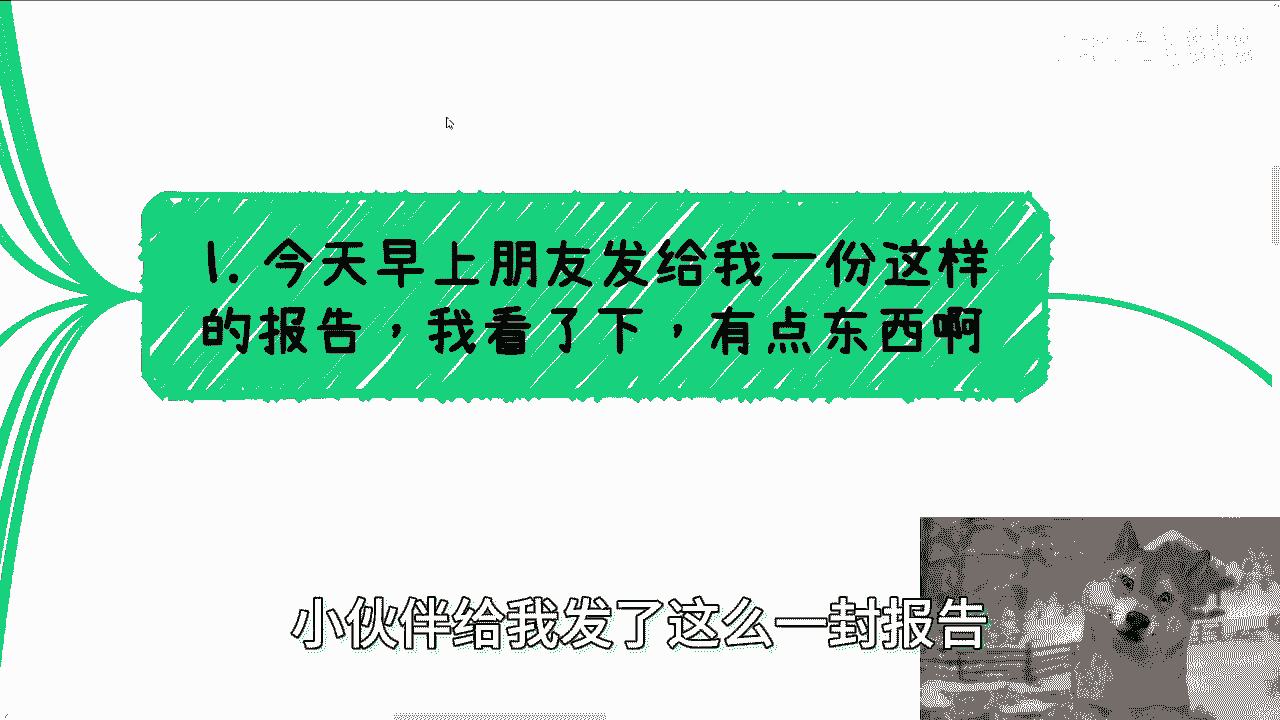 1. 今天早上朋友发给我一份这样
的报告，我看了下，有点东西啊
小伙伴给我发了这么一封报告